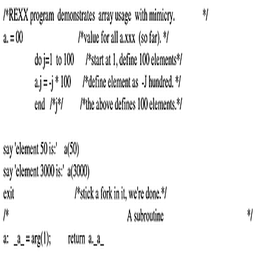 /*REXX program demonstrates array usage with mimicry. */
a. = 00 /*value for all a.xxx (so far). */
do j=1 to 100 /*start at 1, define 100 elements*/
a.j = -j * 100 /*define element as -J hundred. */
end /*j*/ /*the above defines 100 elements.*/
say 'element 50 is:' a(50)
say 'element 3000 is:' a(3000)
exit /*stick a fork in it, we're done.*/
/* A subroutine */
a: _a_ = arg(1); return a._a_